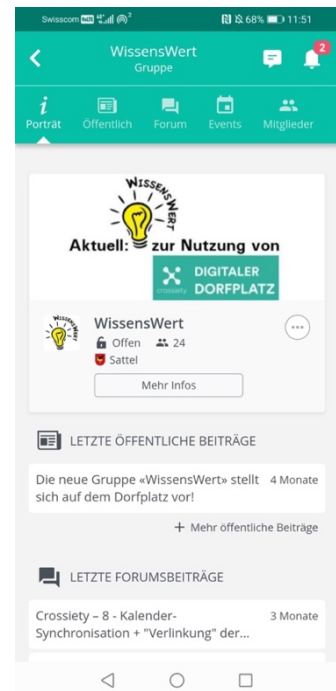 Swisscom 68% 11:51
WissensWert
Gruppe
2
i
Porträt Öffentlich Forum Events Mitglieder
WISSENSWERT
Aktuell: zur Nutzung von
crossiety
DIGITALER
DORFPLATZ
WissensWert
Offen 24
Sattel
Mehr Infos
LETZTE ÖFFENTLICHE BEITRÄGE
Die neue Gruppe «WissensWert» stellt 4 Monate
sich auf dem Dorfplatz vor!
+ Mehr öffentliche Beiträge
LETZTE FORUMSBEITRÄGE
Crossiety – 8 - Kalender- 3 Monate
Synchronisation + "Verlinkung" der...